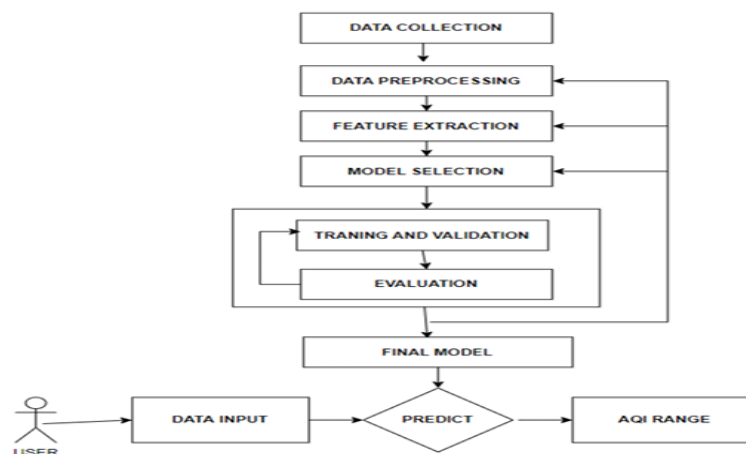 DATA COLLECTION
DATA PREPROCESSING
FEATURE EXTRACTION
MODEL SELECTION
TRANING AND VALIDATION
EVALUATION
FINAL MODEL
DATA INPUT
PREDICT
AQI RANGE
USER